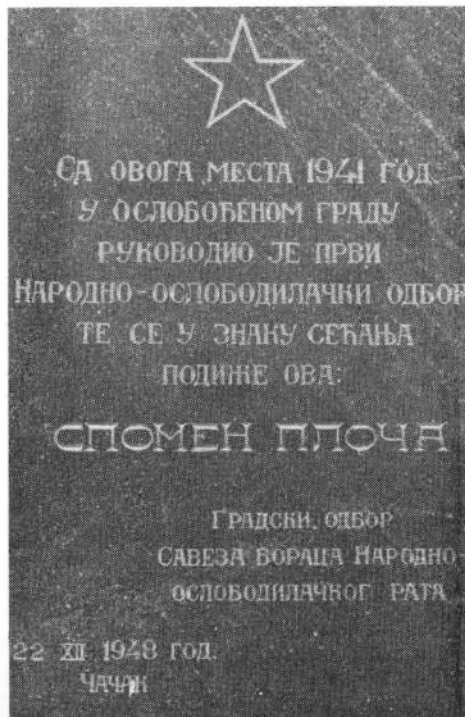 СА ОВОГА МЕСТА 1941 ГОД.
У ОСЛОБОЂЕНОМ ГРАДУ
РУКОВОДИО ЈЕ ПРВИ
НАРОДНО-ОСЛОБОДИЛАЧКИ ОДБОР
ТЕ СЕ У ЗНАКУ СЕЋАЊА
ПОДИЖЕ ОВА:
СПОМЕН ПЛОЧА
ГРАДСКИ ОДБОР
САВЕЗА БОРАЦА НАРОДНО-
ОСЛОБОДИЛАЧКОГ РАТА
22 XII 1948 ГОД.
ЧАЧАК